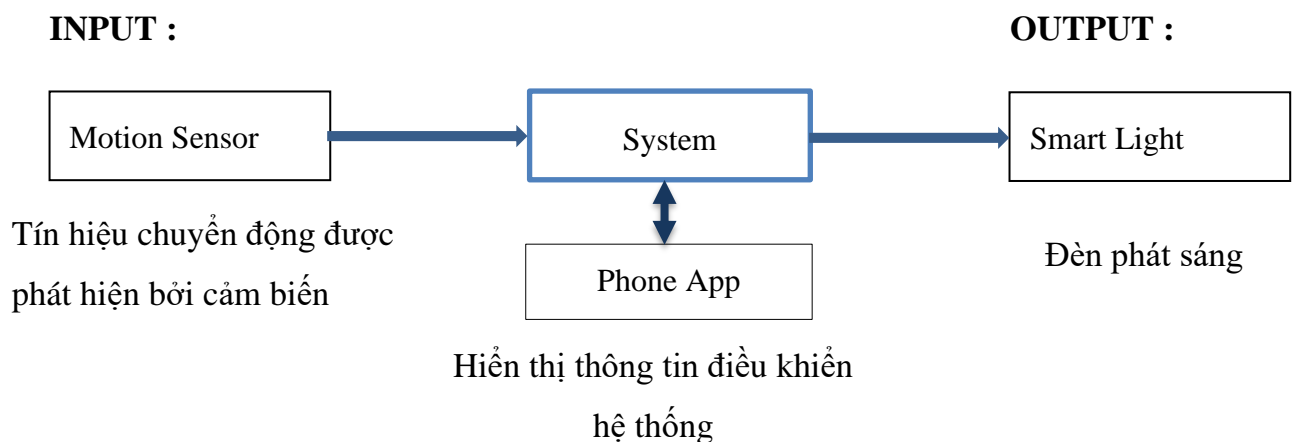 INPUT :
OUTPUT :
Motion Sensor
System
Smart Light
Tín hiệu chuyển động được
phát hiện bởi cảm biến
Phone App
Đèn phát sáng
Hiển thị thông tin điều khiển
hệ thống